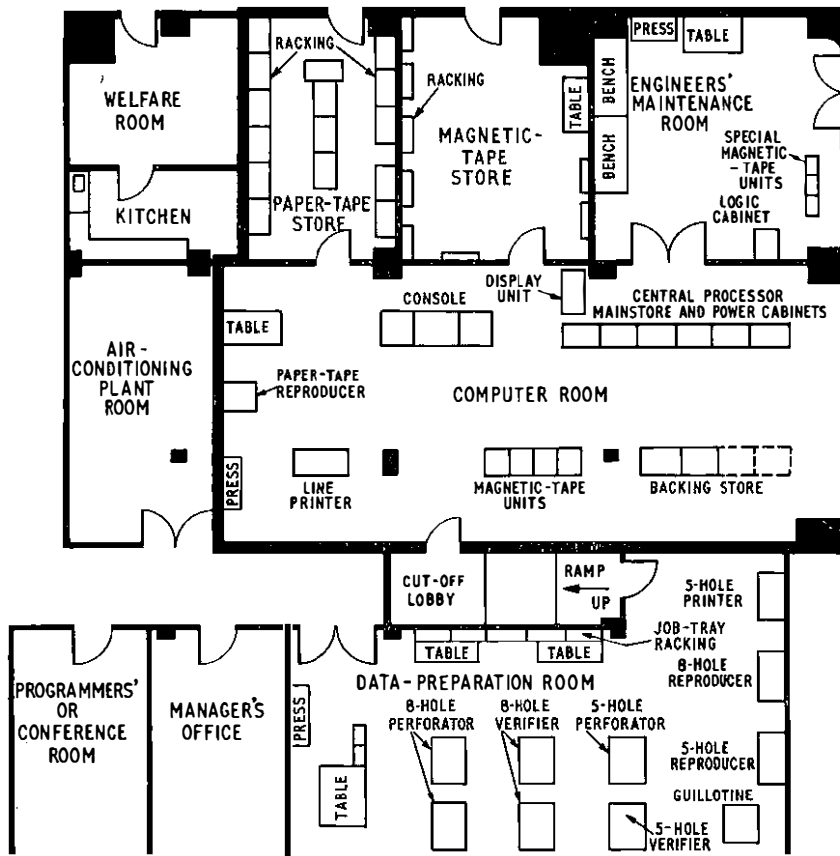 PRESS
TABLE
RACKING
RACKING
WELFARE
ROOM
TABLE
BENCH
BENCH
ENGINEERS'
MAINTENANCE
ROOM
MAGNETIC-
TAPE
STORE
SPECIAL
MAGNETIC
-TAPE
UNITS
KITCHEN
PAPER-TAPE
STORE
LOGIC
CABINET
DISPLAY
UNIT
CONSOLE
CENTRAL PROCESSOR
MAINSTORE AND POWER CABINETS
TABLE
AIR-
CONDITIONING
PLANT
ROOM
PAPER-TAPE
REPRODUCER
COMPUTER ROOM
PRESS
LINE
PRINTER
MAGNETIC-TAPE
UNITS
BACKING STORE
CUT-OFF
LOBBY
RAMP
UP
5-HOLE
PRINTER
JOB-TRAY
RACKING
TABLE
TABLE
8-HOLE
REPRODUCER
PROGRAMMERS'
OR
CONFERENCE
ROOM
MANAGER'S
OFFICE
DATA-PREPARATION ROOM
PRESS
8-HOLE
PERFORATOR
8-HOLE
VERIFIER
5-HOLE
PERFORATOR
5-HOLE
REPRODUCER
TABLE
GUILLOTINE
5-HOLE
VERIFIER